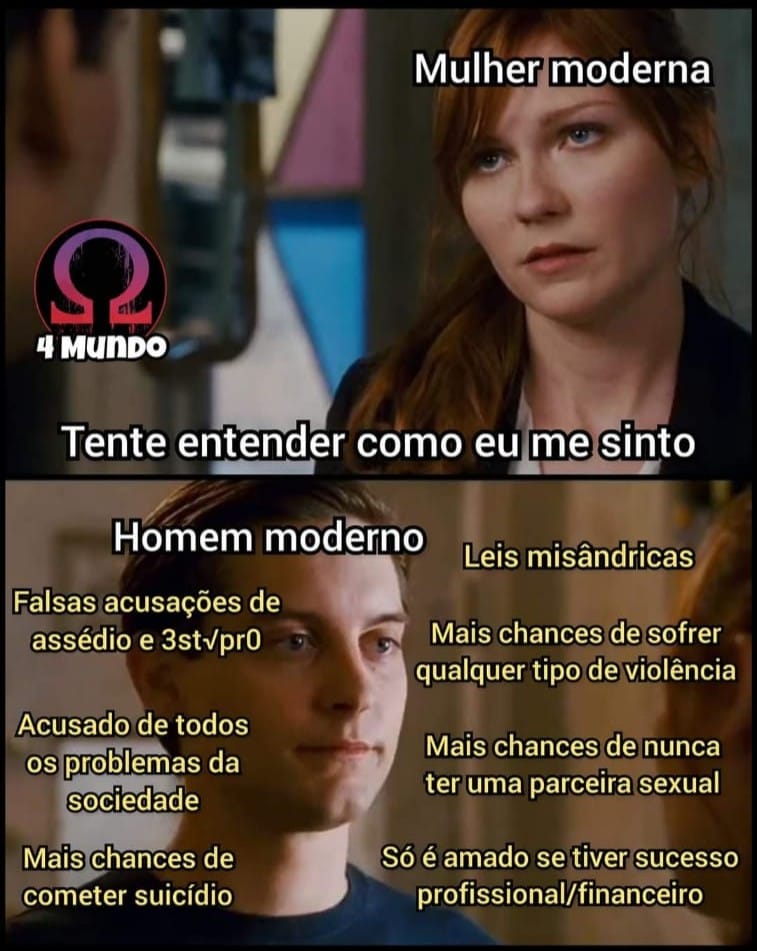 Mulher moderna
4 Mundo
Tente entender como eu me sinto
Homem moderno
Leis misândricas
Falsas acusações de
assédio e 3st√pr0
Mais chances de sofrer
qualquer tipo de violência
Acusado de todos
os problemas da
sociedade
Mais chances de nunca
ter uma parceira sexual
Mais chances de
cometer suicídio
Só é amado se tiver sucesso
profissional/financeiro